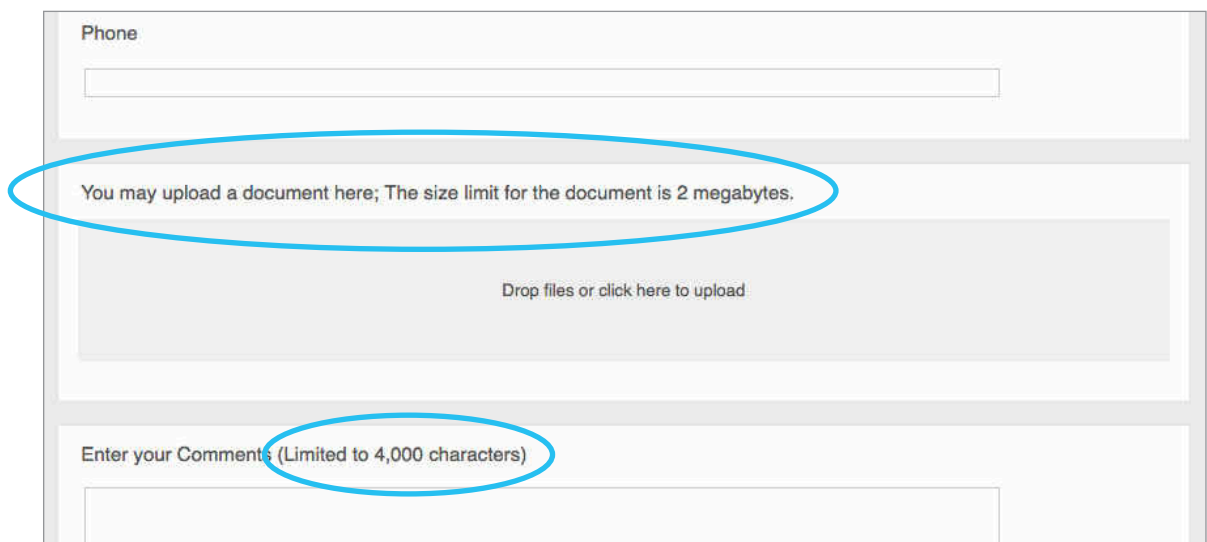 Phone
You may upload a document here; The size limit for the document is 2 megabytes.
Drop files or click here to upload
Enter your Comments (Limited to 4,000 characters)